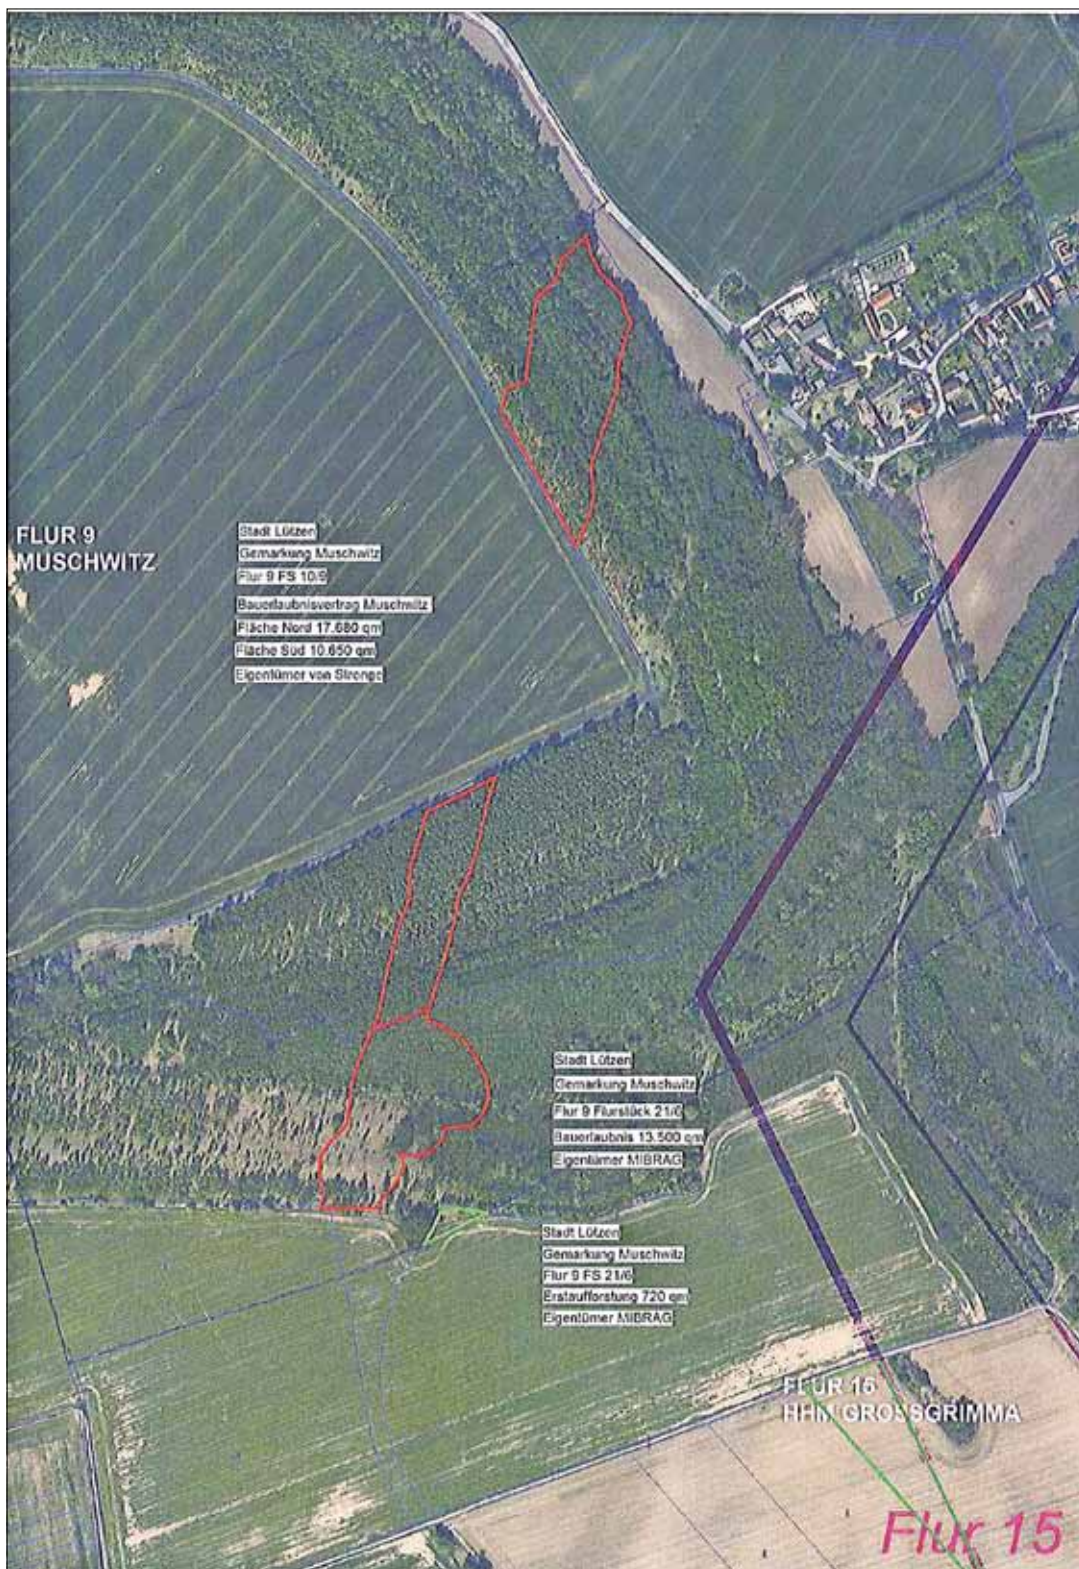 FLUR 9
MUSCHWITZ
Stadt Lützen
Gemarkung Muschwitz
Flur 9 FS 10/9
Bauerlaubnisvertrag Muschwitz
Fläche Nord 17.680 qm
Fläche Süd 10.650 qm
Eigentümer von Strenge
Stadt Lützen
Gemarkung Muschwitz
Flur 9 Flurstück 21/6
Bauerlaubnis 13.500 qm
Eigentümer MIBRAG
Stadt Lützen
Gemarkung Muschwitz
Flur 9 FS 21/6
Erstaufforstung 720 qm
Eigentümer MIBRAG
FLUR 15
HHM GROSSGRIMMA
Flur 15